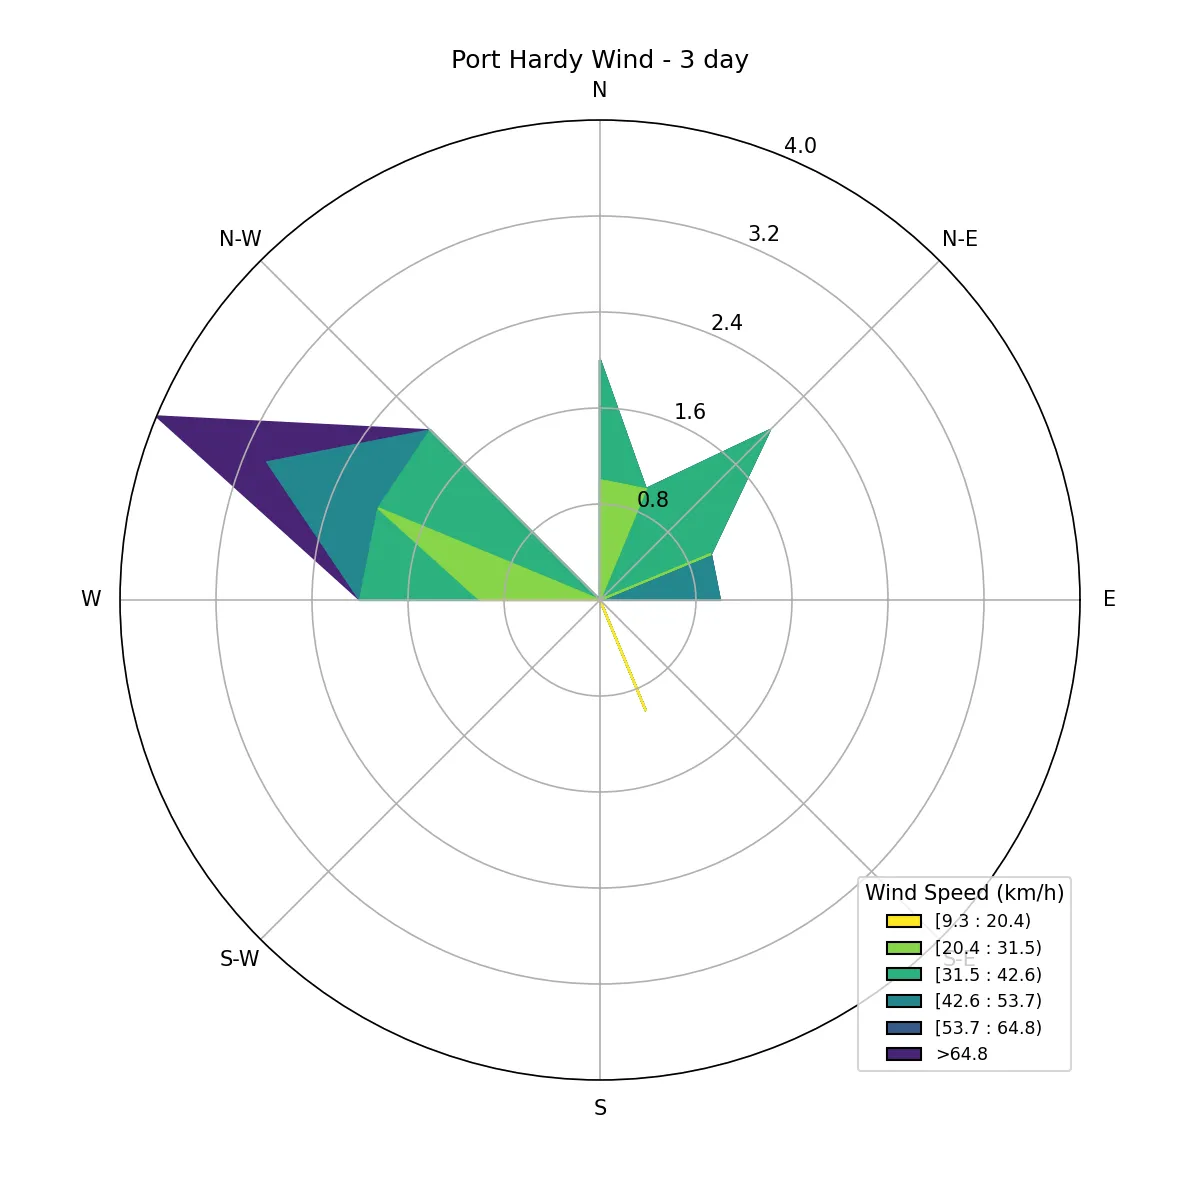 Port Hardy Wind - 3 day
N
4.0
3.2
N-W
N-E
2.4
1.6
0.8
W
E
Wind Speed (km/h)
[9.3 : 20.4)
[20.4 : 31.5)
S-W
S-E
[31.5 : 42.6)
[42.6 : 53.7)
[53.7 : 64.8)
>64.8
S